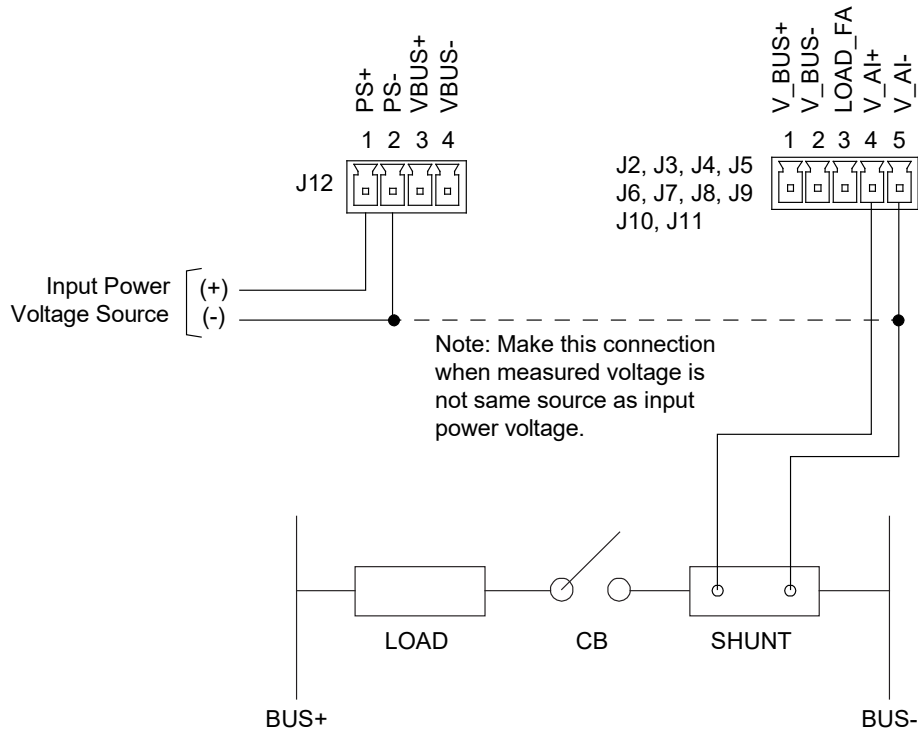 PS+
PS-
VBUS+
VBUS-
1 2 3 4
J12
V_BUS+
V_BUS-
LOAD_FA
V_AI+
V_AI-
1 2 3 4 5
J2, J3, J4, J5
J6, J7, J8, J9
J10, J11
Input Power (+)
Voltage Source (-)
Note: Make this connection
when measured voltage is
not same source as input
power voltage.
LOAD CB SHUNT
BUS+ BUS-